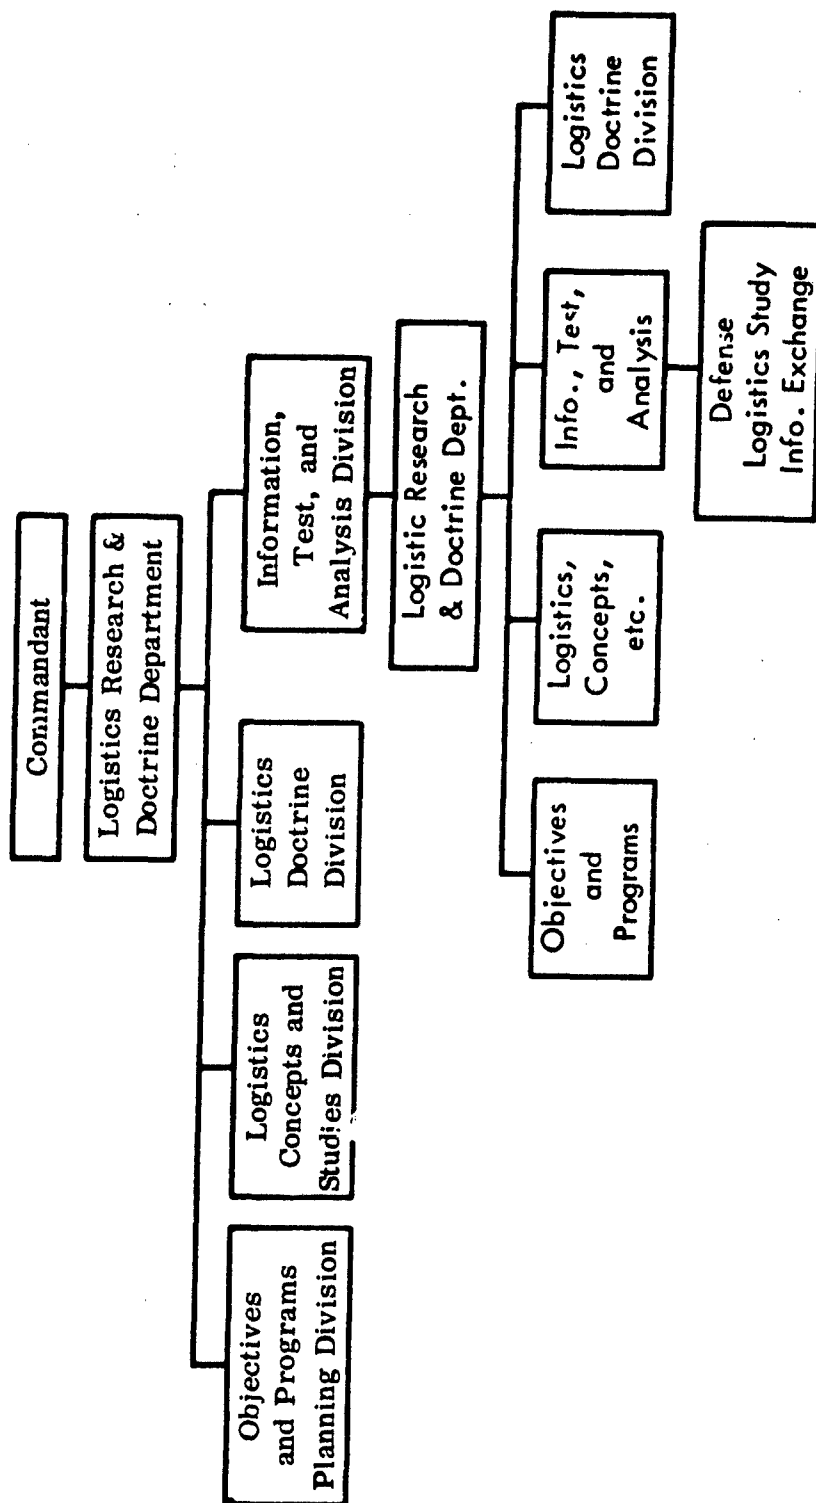 Commandant
Logistics Research &
Doctrine Department
Objectives
and Programs
Planning Division
Logistics
Concepts and
Studies Division
Logistics
Doctrine
Division
Information,
Test, and
Analysis Division
Logistic Research
& Doctrine Dept.
Objectives
and
Programs
Logistics,
Concepts,
etc.
Info., Test,
and
Analysis
Logistics
Doctrine
Division
Defense
Logistics Study
Info. Exchange